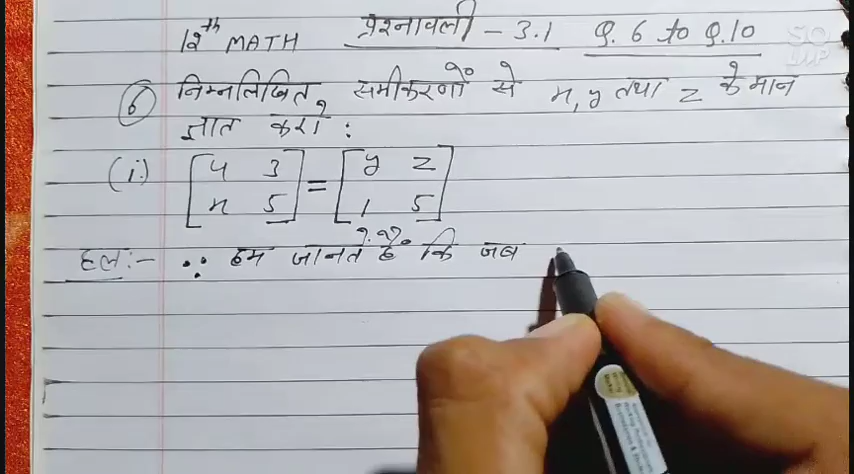 12th MATH प्रश्नावली - 3.1 Q. 6 to Q.10
(6) निम्नलिखित समीकरणों से x, y तथा z के मान
ज्ञात करो :
(i.) [4 3] = [y z]
[x 5] [1 5]
हल:- ∵ हम जानते हैं कि जब